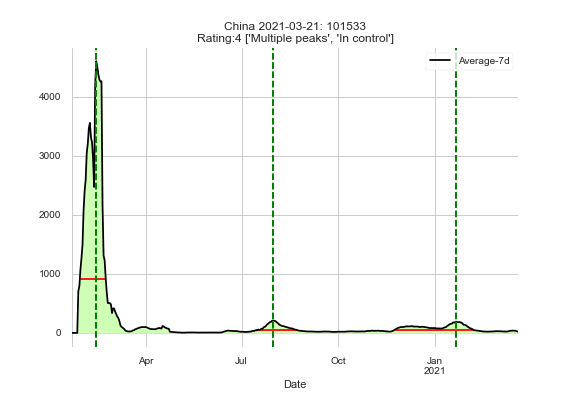 China 2021-03-21: 101533
Rating:4 ['Multiple peaks', 'In control']
Average-7d
4000
3000
2000
1000
0
Apr
Jul
Oct
Jan
2021
Date